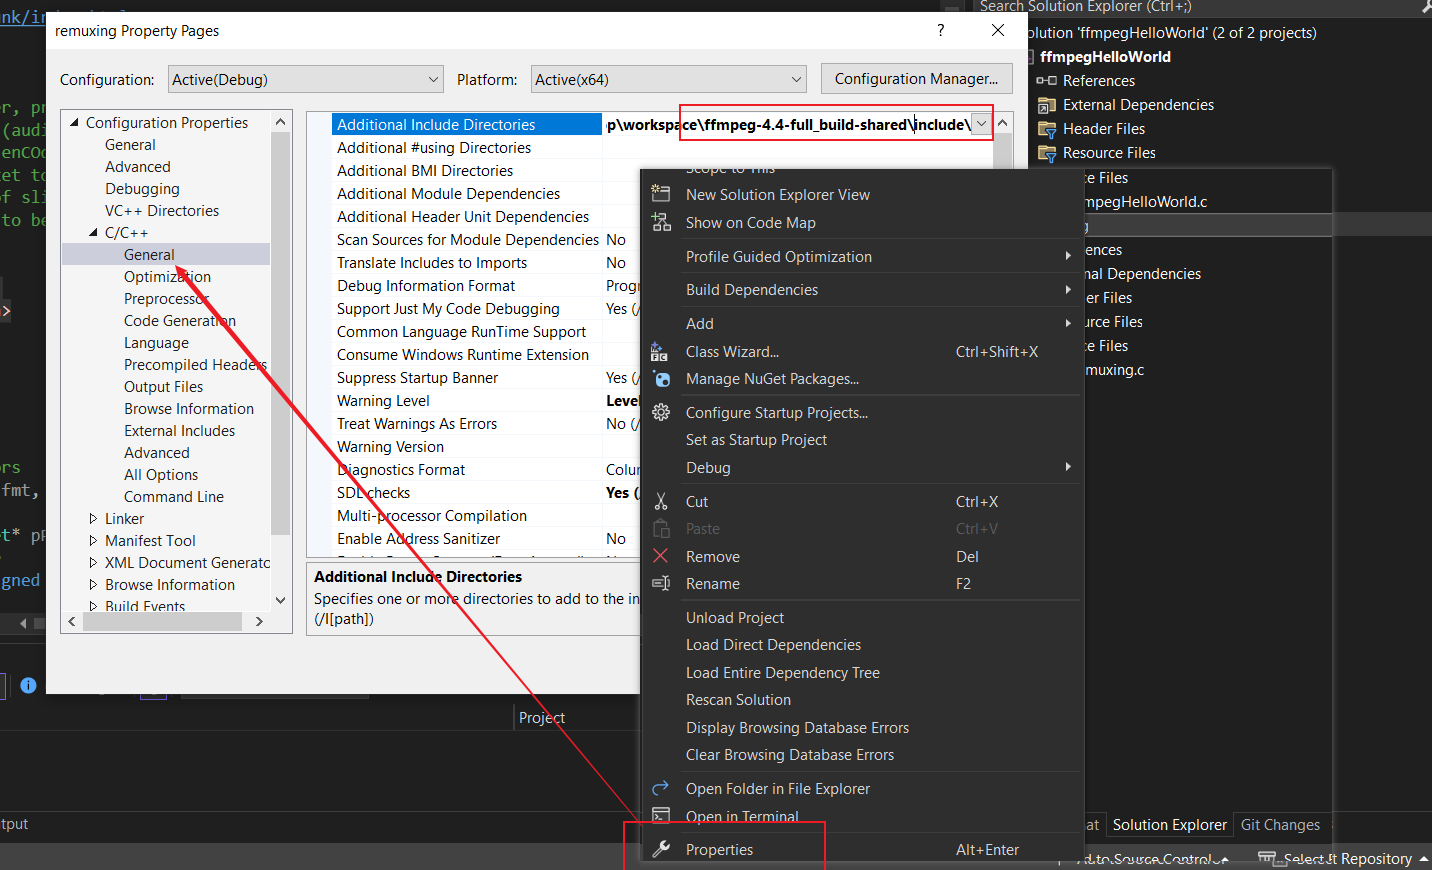 remuxing Property Pages
?
Configuration:
Active(Debug)
Platform:
Active(x64)
Configuration Manager...
Configuration Properties
General
Advanced
Debugging
VC++ Directories
C/C++
General
Optimization
Preprocessor
Code Generation
Language
Precompiled Headers
Output Files
Browse Information
External Includes
Advanced
All Options
Command Line
Linker
Manifest Tool
XML Document Generato
Browse Information
Build Events
Additional Include Directories p\workspace\ffmpeg-4.4-full_build-shared\include\
Additional #using Directories
Additional BMI Directories
Additional Module Dependencies
Additional Header Unit Dependencies
Scan Sources for Module Dependencies No
Translate Includes to Imports No
Debug Information Format Progr
Support Just My Code Debugging Yes (/
Common Language RunTime Support
Consume Windows Runtime Extension
Suppress Startup Banner Yes (/
Warning Level Level
Treat Warnings As Errors No (/
Warning Version
Diagnostics Format Colu
SDL checks Yes (
Multi-processor Compilation
Enable Address Sanitizer No
Additional Include Directories
Specifies one or more directories to add to the in
(/I[path])
Scope to This
New Solution Explorer View
Show on Code Map
Profile Guided Optimization
Build Dependencies
Add
Class Wizard... Ctrl+Shift+X
Manage NuGet Packages...
Configure Startup Projects...
Set as Startup Project
Debug
Cut Ctrl+X
Paste Ctrl+V
Remove Del
Rename F2
Unload Project
Load Direct Dependencies
Load Entire Dependency Tree
Rescan Solution
Display Browsing Database Errors
Clear Browsing Database Errors
Open Folder in File Explorer
Open in Terminal
Properties Alt+Enter
Search Solution Explorer (Ctrl+;)
olution 'ffmpegHelloWorld' (2 of 2 projects)
ffmpegHelloWorld
References
External Dependencies
Header Files
Resource Files
ce Files
mpegHelloWorld.c
g
ences
nal Dependencies
er Files
urce Files
ce Files
muxing.c
at
Solution Explorer
Git Changes
Select Repository
er, pr
(audi
enCOd
ket to
of sli
to be
>
ors
fmt,
et* pP
igned
Project
tput